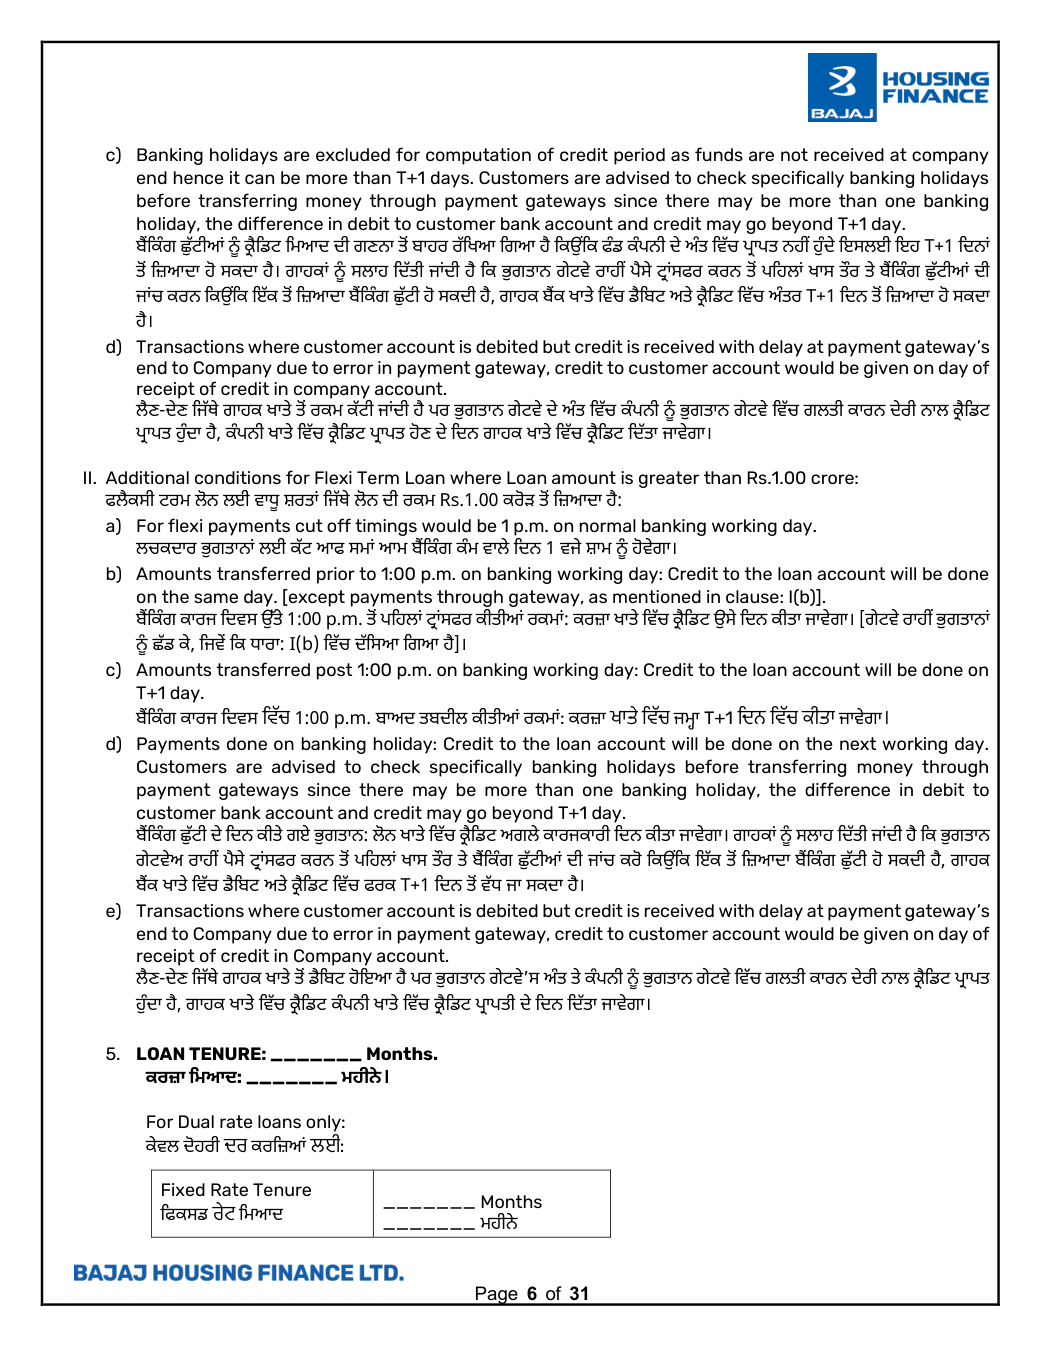 BAJAJ
HOUSING
FINANCE
c) Banking holidays are excluded for computation of credit period as funds are not received at company
end hence it can be more than T+1 days. Customers are advised to check specifically banking holidays
before transferring money through payment gateways since there may be more than one banking
holiday, the difference in debit to customer bank account and credit may go beyond T+1 day.
ਬੈਂਕਿੰਗ ਛੁੱਟੀਆਂ ਨੂੰ ਕ੍ਰੈਡਿਟ ਮਿਆਦ ਦੀ ਗਣਨਾ ਤੋਂ ਬਾਹਰ ਰੱਖਿਆ ਗਿਆ ਹੈ ਕਿਉਂਕਿ ਫੰਡ ਕੰਪਨੀ ਦੇ ਅੰਤ ਵਿੱਚ ਪ੍ਰਾਪਤ ਨਹੀਂ ਹੁੰਦੇ ਇਸਲਈ ਇਹ T+1 ਦਿਨਾਂ
ਤੋਂ ਜ਼ਿਆਦਾ ਹੋ ਸਕਦਾ ਹੈ। ਗਾਹਕਾਂ ਨੂੰ ਸਲਾਹ ਦਿੱਤੀ ਜਾਂਦੀ ਹੈ ਕਿ ਭੁਗਤਾਨ ਗੇਟਵੇ ਰਾਹੀਂ ਪੈਸੇ ਟ੍ਰਾਂਸਫਰ ਕਰਨ ਤੋਂ ਪਹਿਲਾਂ ਖਾਸ ਤੌਰ ਤੇ ਬੈਂਕਿੰਗ ਛੁੱਟੀਆਂ ਦੀ
ਜਾਂਚ ਕਰਨ ਕਿਉਂਕਿ ਇੱਕ ਤੋਂ ਜ਼ਿਆਦਾ ਬੈਂਕਿੰਗ ਛੁੱਟੀ ਹੋ ਸਕਦੀ ਹੈ, ਗਾਹਕ ਬੈਂਕ ਖਾਤੇ ਵਿੱਚ ਡੈਬਿਟ ਅਤੇ ਕ੍ਰੈਡਿਟ ਵਿੱਚ ਅੰਤਰ T+1 ਦਿਨ ਤੋਂ ਜ਼ਿਆਦਾ ਹੋ ਸਕਦਾ
ਹੈ।
d) Transactions where customer account is debited but credit is received with delay at payment gateway's
end to Company due to error in payment gateway, credit to customer account would be given on day of
receipt of credit in company account.
ਲੈਣ-ਦੇਣ ਜਿੱਥੇ ਗਾਹਕ ਖਾਤੇ ਤੋਂ ਰਕਮ ਕੱਟੀ ਜਾਂਦੀ ਹੈ ਪਰ ਭੁਗਤਾਨ ਗੇਟਵੇ ਦੇ ਅੰਤ ਵਿੱਚ ਕੰਪਨੀ ਨੂੰ ਭੁਗਤਾਨ ਗੇਟਵੇ ਵਿੱਚ ਗਲਤੀ ਕਾਰਨ ਦੇਰੀ ਨਾਲ ਕ੍ਰੈਡਿਟ
ਪ੍ਰਾਪਤ ਹੁੰਦਾ ਹੈ, ਕੰਪਨੀ ਖਾਤੇ ਵਿੱਚ ਕ੍ਰੈਡਿਟ ਪ੍ਰਾਪਤ ਹੋਣ ਦੇ ਦਿਨ ਗਾਹਕ ਖਾਤੇ ਵਿੱਚ ਕ੍ਰੈਡਿਟ ਦਿੱਤਾ ਜਾਵੇਗਾ।
II. Additional conditions for Flexi Term Loan where Loan amount is greater than Rs.1.00 crore:
ਫਲੈਕਸੀ ਟਰਮ ਲੋਨ ਲਈ ਵਾਧੂ ਸ਼ਰਤਾਂ ਜਿੱਥੇ ਲੋਨ ਦੀ ਰਕਮ Rs.1.00 ਕਰੋੜ ਤੋਂ ਜ਼ਿਆਦਾ ਹੈ:
a) For flexi payments cut off timings would be 1 p.m. on normal banking working day.
ਲਚਕਦਾਰ ਭੁਗਤਾਨਾਂ ਲਈ ਕੱਟ ਆਫ ਸਮਾਂ ਆਮ ਬੈਂਕਿੰਗ ਕੰਮ ਵਾਲੇ ਦਿਨ 1 ਵਜੇ ਸ਼ਾਮ ਨੂੰ ਹੋਵੇਗਾ।
b) Amounts transferred prior to 1:00 p.m. on banking working day: Credit to the loan account will be done
on the same day. [except payments through gateway, as mentioned in clause: I(b)].
ਬੈਂਕਿੰਗ ਕਾਰਜ ਦਿਵਸ ਉੱਤੇ 1:00 p.m. ਤੋਂ ਪਹਿਲਾਂ ਟ੍ਰਾਂਸਫਰ ਕੀਤੀਆਂ ਰਕਮਾਂ: ਕਰਜ਼ਾ ਖਾਤੇ ਵਿੱਚ ਕ੍ਰੈਡਿਟ ਉਸੇ ਦਿਨ ਕੀਤਾ ਜਾਵੇਗਾ। [ਗੇਟਵੇ ਰਾਹੀਂ ਭੁਗਤਾਨਾਂ
ਨੂੰ ਛੱਡ ਕੇ, ਜਿਵੇਂ ਕਿ ਧਾਰਾ: I(b) ਵਿੱਚ ਦੱਸਿਆ ਗਿਆ ਹੈ]।
c) Amounts transferred post 1:00 p.m. on banking working day: Credit to the loan account will be done on
T+1 day.
ਬੈਂਕਿੰਗ ਕਾਰਜ ਦਿਵਸ ਵਿੱਚ 1:00 p.m. ਬਾਅਦ ਤਬਦੀਲ ਕੀਤੀਆਂ ਰਕਮਾਂ: ਕਰਜ਼ਾ ਖਾਤੇ ਵਿੱਚ ਜਮ੍ਹਾ T+1 ਦਿਨ ਵਿੱਚ ਕੀਤਾ ਜਾਵੇਗਾ।
d) Payments done on banking holiday: Credit to the loan account will be done on the next working day.
Customers are advised to check specifically banking holidays before transferring money through
payment gateways since there may be more than one banking holiday, the difference in debit to
customer bank account and credit may go beyond T+1 day.
ਬੈਂਕਿੰਗ ਛੁੱਟੀ ਦੇ ਦਿਨ ਕੀਤੇ ਗਏ ਭੁਗਤਾਨ: ਲੋਨ ਖਾਤੇ ਵਿੱਚ ਕ੍ਰੈਡਿਟ ਅਗਲੇ ਕਾਰਜਕਾਰੀ ਦਿਨ ਕੀਤਾ ਜਾਵੇਗਾ। ਗਾਹਕਾਂ ਨੂੰ ਸਲਾਹ ਦਿੱਤੀ ਜਾਂਦੀ ਹੈ ਕਿ ਭੁਗਤਾਨ
ਗੇਟਵੇਅ ਰਾਹੀਂ ਪੈਸੇ ਟ੍ਰਾਂਸਫਰ ਕਰਨ ਤੋਂ ਪਹਿਲਾਂ ਖਾਸ ਤੌਰ ਤੇ ਬੈਂਕਿੰਗ ਛੁੱਟੀਆਂ ਦੀ ਜਾਂਚ ਕਰੋ ਕਿਉਂਕਿ ਇੱਕ ਤੋਂ ਜ਼ਿਆਦਾ ਬੈਂਕਿੰਗ ਛੁੱਟੀ ਹੋ ਸਕਦੀ ਹੈ, ਗਾਹਕ
ਬੈਂਕ ਖਾਤੇ ਵਿੱਚ ਡੈਬਿਟ ਅਤੇ ਕ੍ਰੈਡਿਟ ਵਿੱਚ ਫਰਕ T+1 ਦਿਨ ਤੋਂ ਵੱਧ ਜਾ ਸਕਦਾ ਹੈ।
e) Transactions where customer account is debited but credit is received with delay at payment gateway's
end to Company due to error in payment gateway, credit to customer account would be given on day of
receipt of credit in Company account.
ਲੈਣ-ਦੇਣ ਜਿੱਥੇ ਗਾਹਕ ਖਾਤੇ ਤੋਂ ਡੈਬਿਟ ਹੋਇਆ ਹੈ ਪਰ ਭੁਗਤਾਨ ਗੇਟਵੇ'ਸ ਅੰਤ ਤੇ ਕੰਪਨੀ ਨੂੰ ਭੁਗਤਾਨ ਗੇਟਵੇ ਵਿੱਚ ਗਲਤੀ ਕਾਰਨ ਦੇਰੀ ਨਾਲ ਕ੍ਰੈਡਿਟ ਪ੍ਰਾਪਤ
ਹੁੰਦਾ ਹੈ, ਗਾਹਕ ਖਾਤੇ ਵਿੱਚ ਕ੍ਰੈਡਿਟ ਕੰਪਨੀ ਖਾਤੇ ਵਿੱਚ ਕ੍ਰੈਡਿਟ ਪ੍ਰਾਪਤੀ ਦੇ ਦਿਨ ਦਿੱਤਾ ਜਾਵੇਗਾ।
5. LOAN TENURE: _______ Months.
ਕਰਜ਼ਾ ਮਿਆਦ: _______ ਮਹੀਨੇ।
For Dual rate loans only:
ਕੇਵਲ ਦੋਹਰੀ ਦਰ ਕਰਜ਼ਿਆਂ ਲਈ:
Fixed Rate Tenure
ਫਿਕਸਡ ਰੇਟ ਮਿਆਦ
_______ Months
_______ ਮਹੀਨੇ
BAJAJ HOUSING FINANCE LTD.
Page 6 of 31